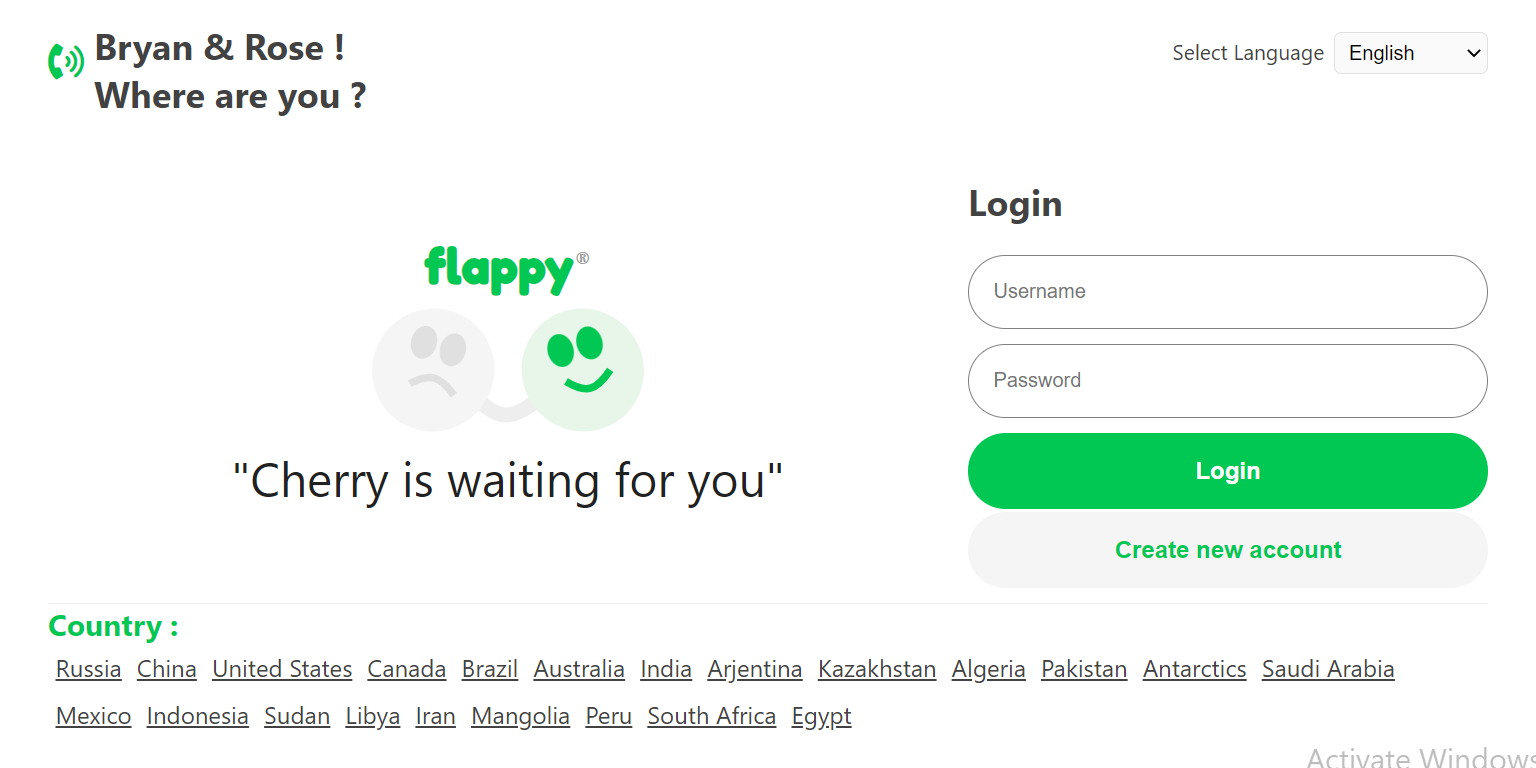 Bryan & Rose !
Where are you ?
Select Language English
Login
flappy®
Username
Password
"Cherry is waiting for you"
Login
Create new account
Country :
Russia China United States Canada Brazil Australia India Arjentina Kazakhstan Algeria Pakistan Antarctics Saudi Arabia
Mexico Indonesia Sudan Libya Iran Mangolia Peru South Africa Egypt
Activate Windows